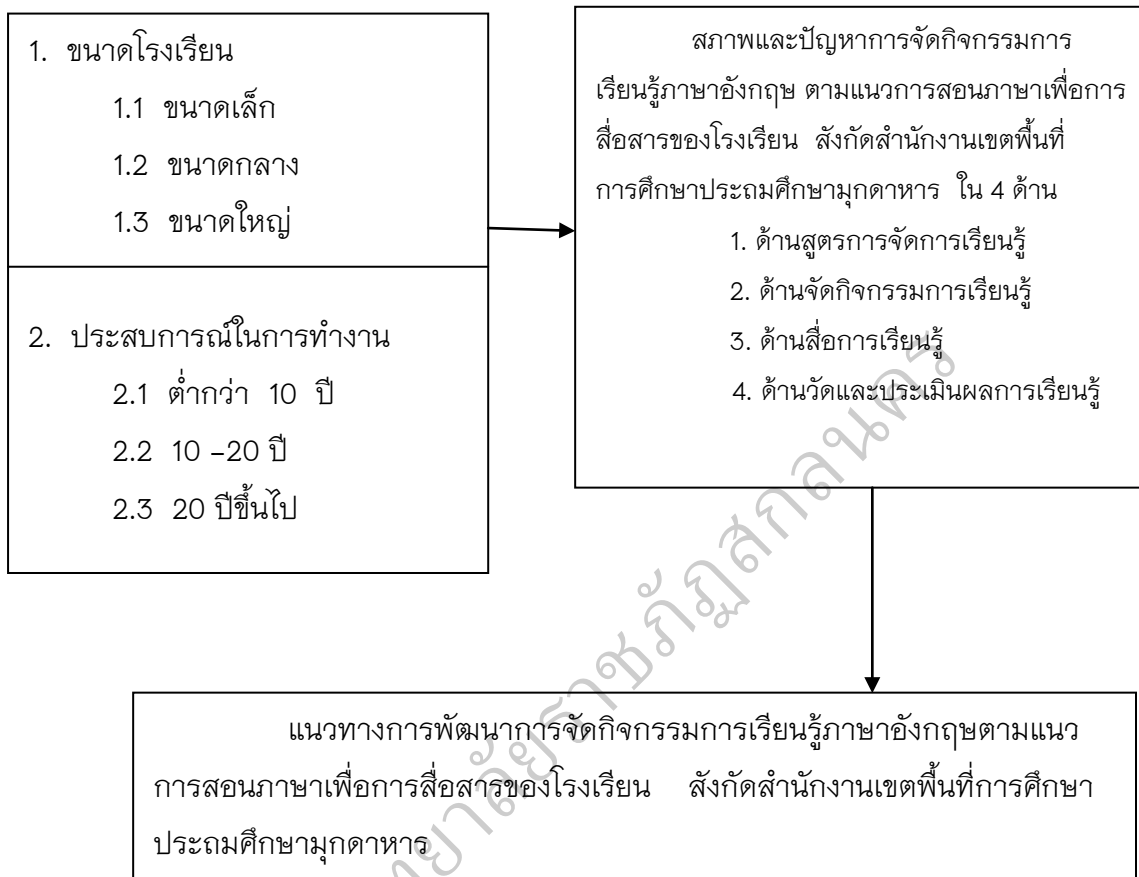 1. ขนาดโรงเรียน
1.1 ขนาดเล็ก
1.2 ขนาดกลาง
1.3 ขนาดใหญ่
2. ประสบการณ์ในการทำงาน
2.1 ต่ำกว่า 10 ปี
2.2 10 –20 ปี
2.3 20 ปีขึ้นไป
สภาพและปัญหาการจัดกิจกรรมการ
เรียนรู้ภาษาอังกฤษ ตามแนวการสอนภาษาเพื่อการ
สื่อสารของโรงเรียน สังกัดสำนักงานเขตพื้นที่
การศึกษาประถมศึกษามุกดาหาร ใน 4 ด้าน
1. ด้านสูตรการจัดการเรียนรู้
2. ด้านจัดกิจกรรมการเรียนรู้
3. ด้านสื่อการเรียนรู้
4. ด้านวัดและประเมินผลการเรียนรู้
แนวทางการพัฒนาการจัดกิจกรรมการเรียนรู้ภาษาอังกฤษตามแนว
การสอนภาษาเพื่อการสื่อสารของโรงเรียน สังกัดสำนักงานเขตพื้นที่การศึกษา
ประถมศึกษามุกดาหาร
ราชภัฏสกลนคร